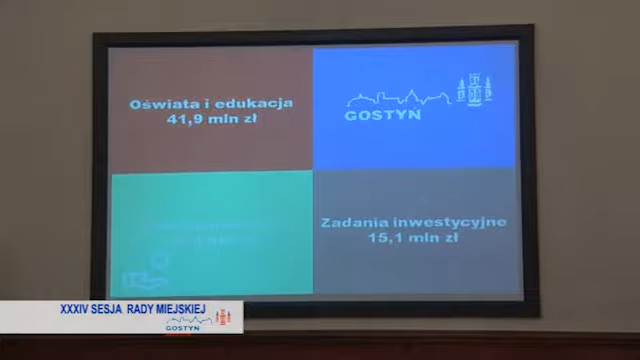 Oświata i edukacja
41,9 mln zł
GOSTYŃ
Zadania inwestycyjne
15,1 mln zł
XXXIV SESJA RADY MIEJSKIEJ
GOSTYŃ